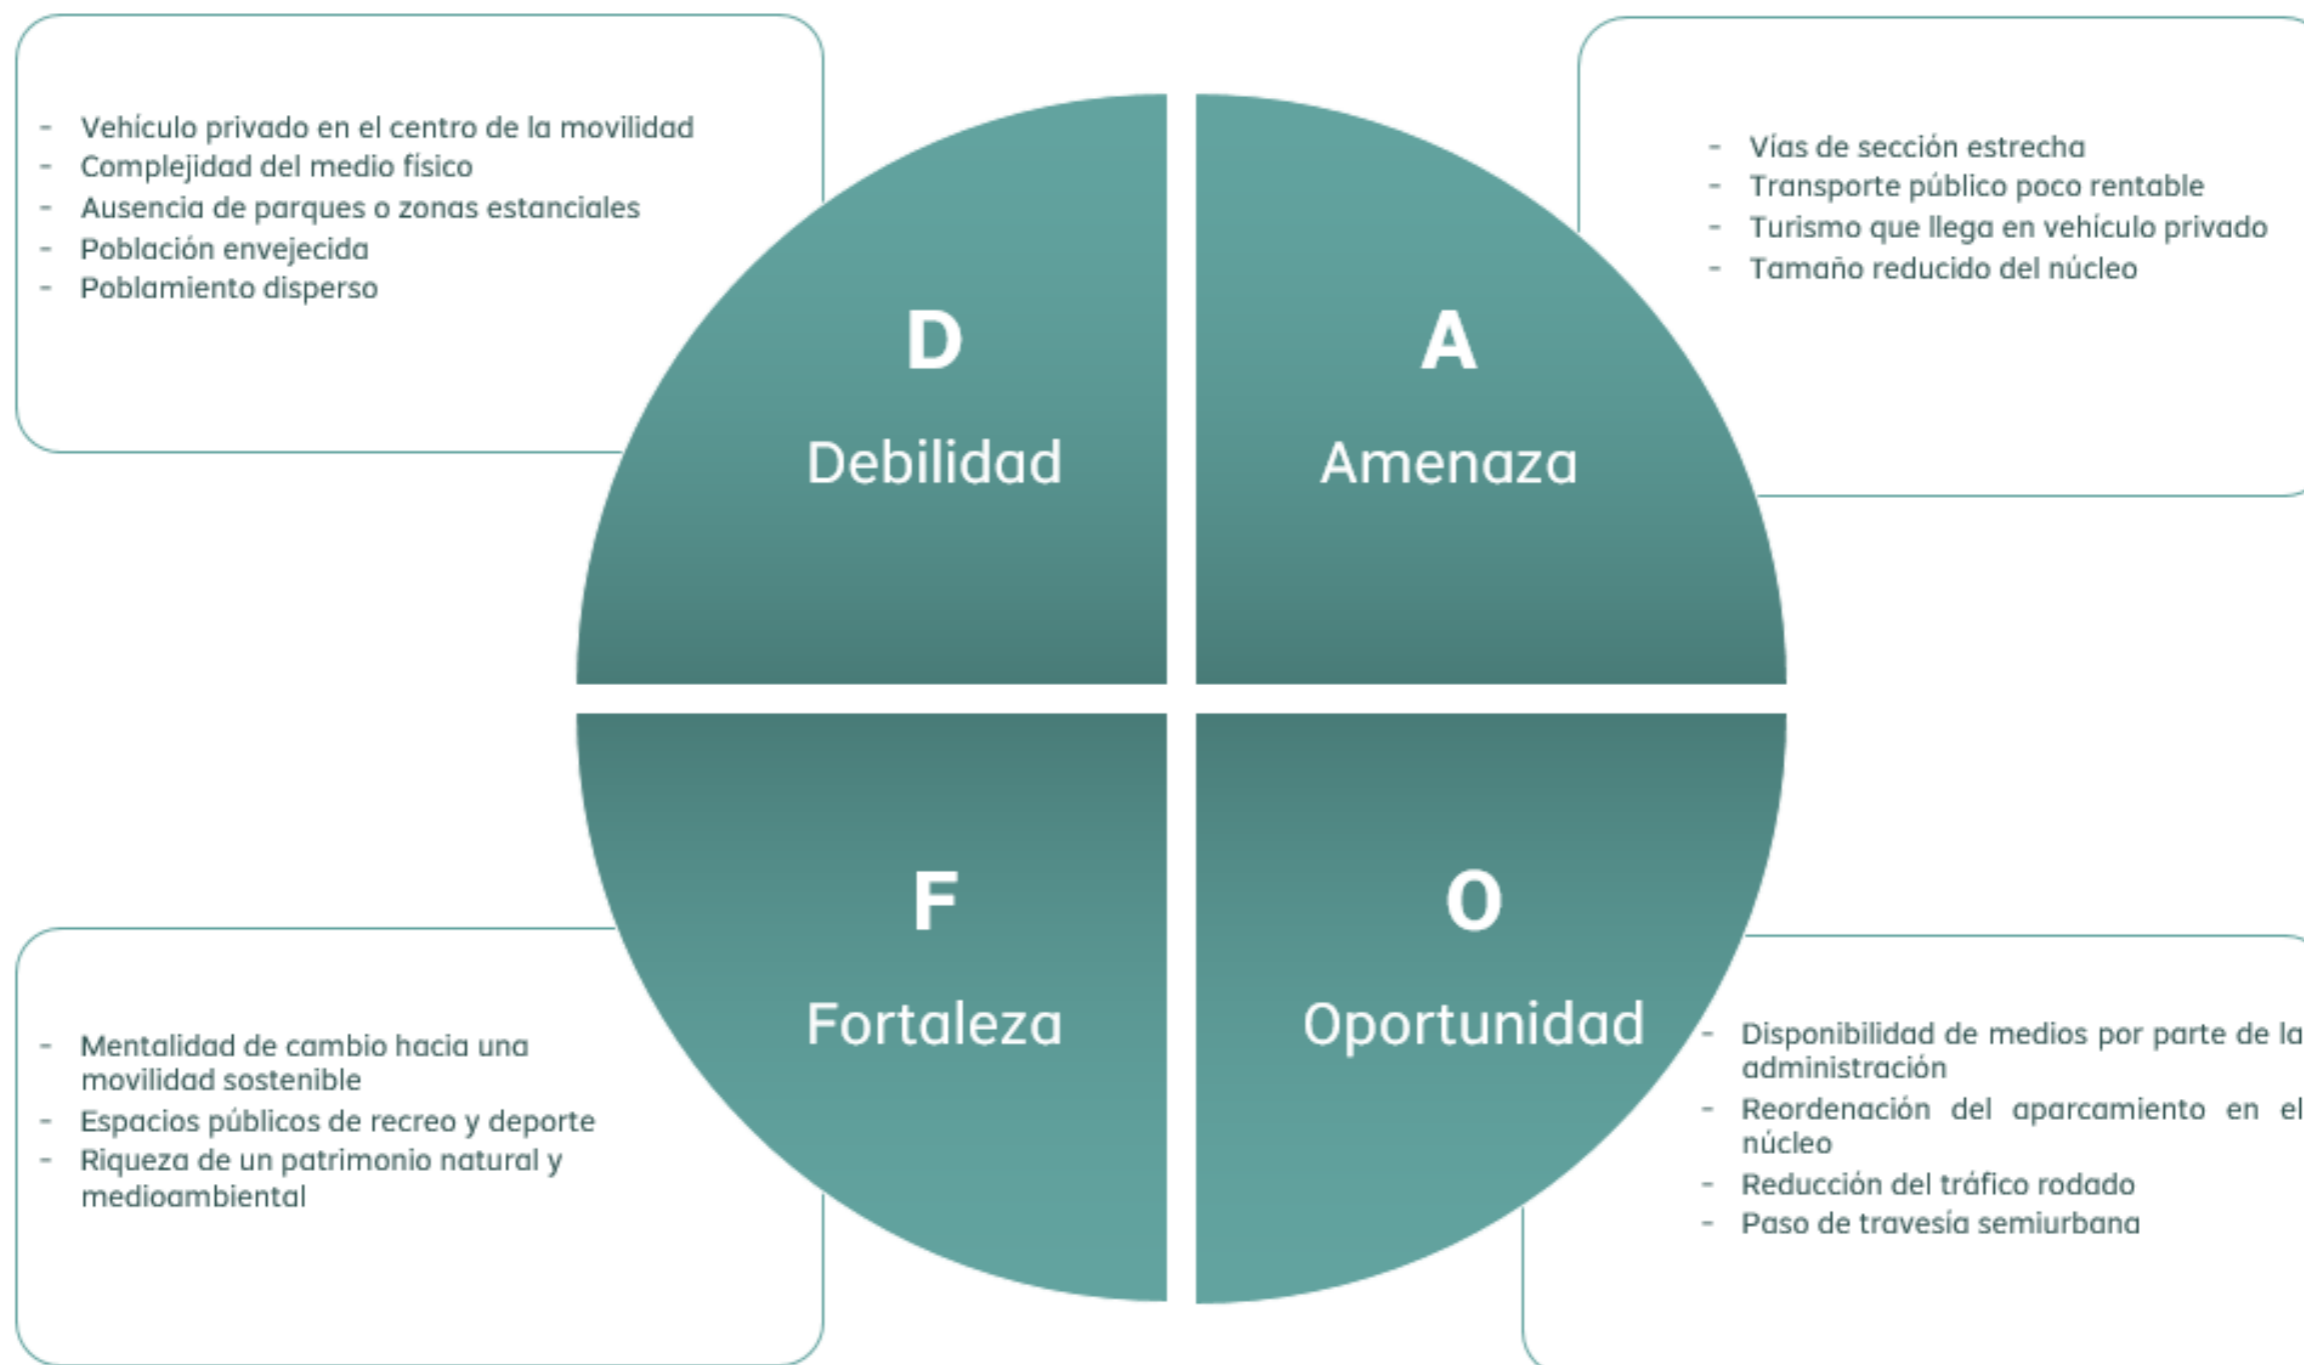 - Vehículo privado en el centro de la movilidad
- Complejidad del medio físico
- Ausencia de parques o zonas estanciales
- Población envejecida
- Poblamiento disperso
D
Debilidad
A
Amenaza
- Vías de sección estrecha
- Transporte público poco rentable
- Turismo que llega en vehículo privado
- Tamaño reducido del núcleo
- Mentalidad de cambio hacia una
movilidad sostenible
- Espacios públicos de recreo y deporte
- Riqueza de un patrimonio natural y
medioambiental
F
Fortaleza
O
Oportunidad
- Disponibilidad de medios por parte de la
administración
- Reordenación del aparcamiento en el
núcleo
- Reducción del tráfico rodado
- Paso de travesía semiurbana